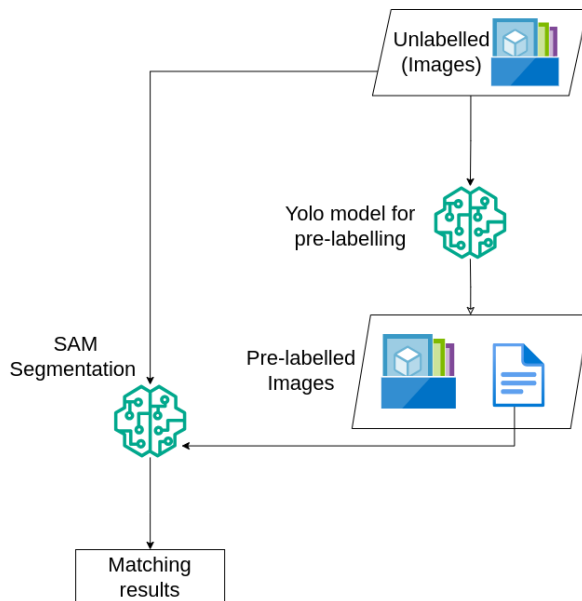 Unlabelled
(Images)
Yolo model for
pre-labelling
SAM
Segmentation
Pre-labelled
Images
Matching
results